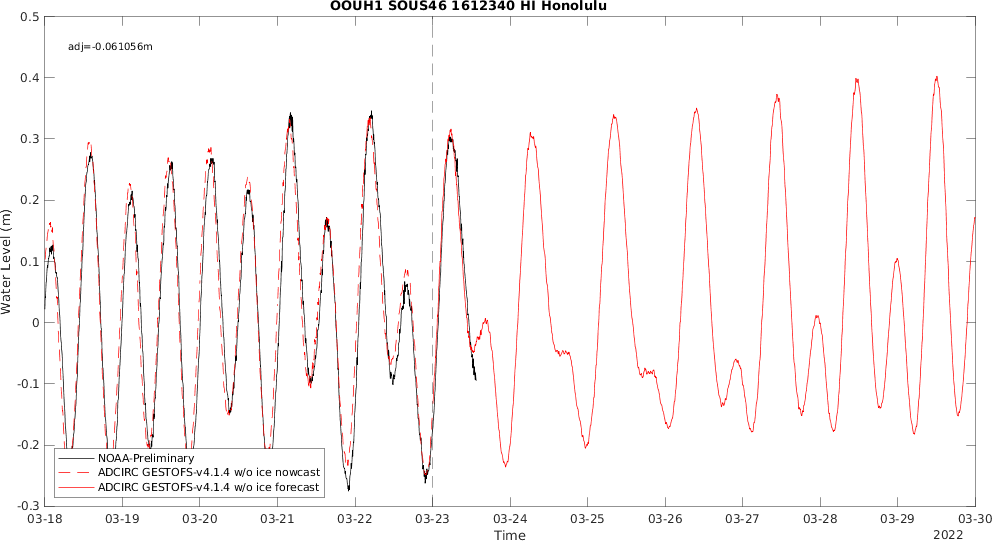 OOUH1 SOUS46 1612340 HI Honolulu
adj=-0.061056m
0.5
0.4
0.3
0.2
0.1
0
-0.1
-0.2
-0.3
Water Level (m)
NOAA-Preliminary
ADCIRC GESTOFS-v4.1.4 w/o ice nowcast
ADCIRC GESTOFS-v4.1.4 w/o ice forecast
03-18 03-19 03-20 03-21 03-22 03-23 03-24 03-25 03-26 03-27 03-28 03-29 03-30
Time
2022